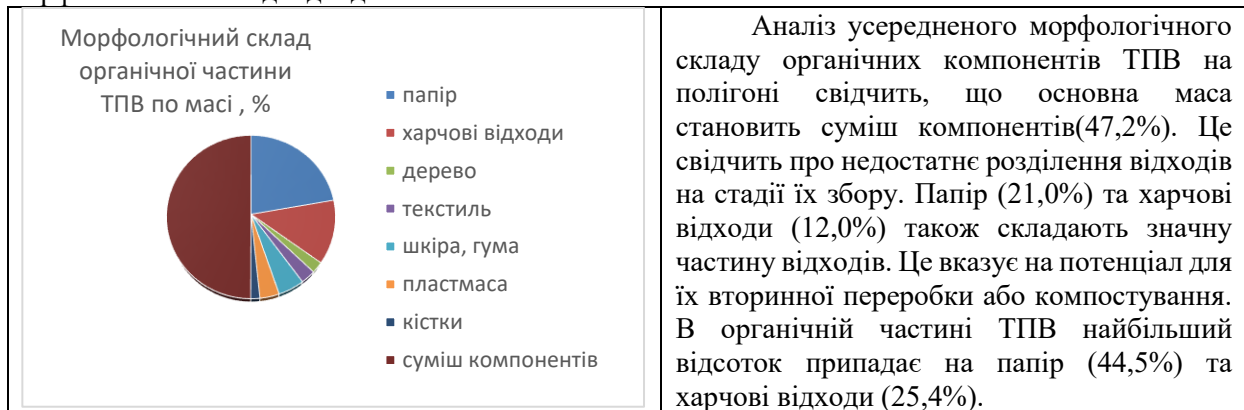 Морфологічний склад
органічної частини
ТПВ по масі , %
папір
харчові відходи
дерево
текстиль
шкіра, гума
пластмаса
кістки
суміш компонентів
Аналіз усередненого морфологічного
складу органічних компонентів ТПВ на
полігоні свідчить, що основна маса
становить суміш компонентів(47,2%). Це
свідчить про недостатнє розділення відходів
на стадії їх збору. Папір (21,0%) та харчові
відходи (12,0%) також складають значну
частину відходів. Це вказує на потенціал для
їх вторинної переробки або компостування.
В органічній частині ТПВ найбільший
відсоток припадає на папір (44,5%) та
харчові відходи (25,4%).